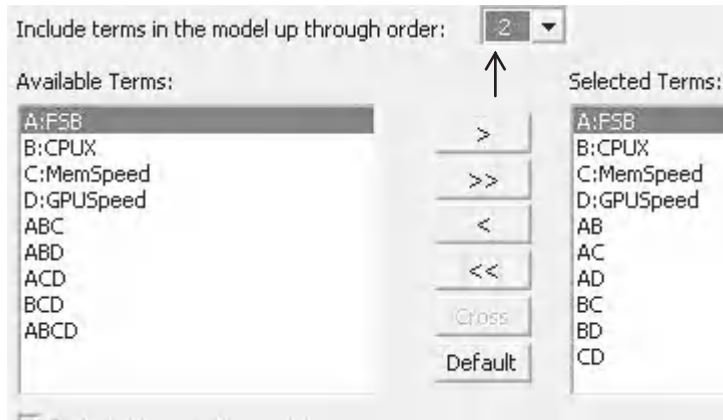 Include terms in the model up through order: 2
Available Terms:
Selected Terms:
A:FSB
B:CPUX
C:MemSpeed
D:GPUSpeed
ABC
ABD
ACD
BCD
ABCD
>
>>
<
<<
Cross
Default
A:FSB
B:CPUX
C:MemSpeed
D:GPUSpeed
AB
AC
AD
BC
BD
CD